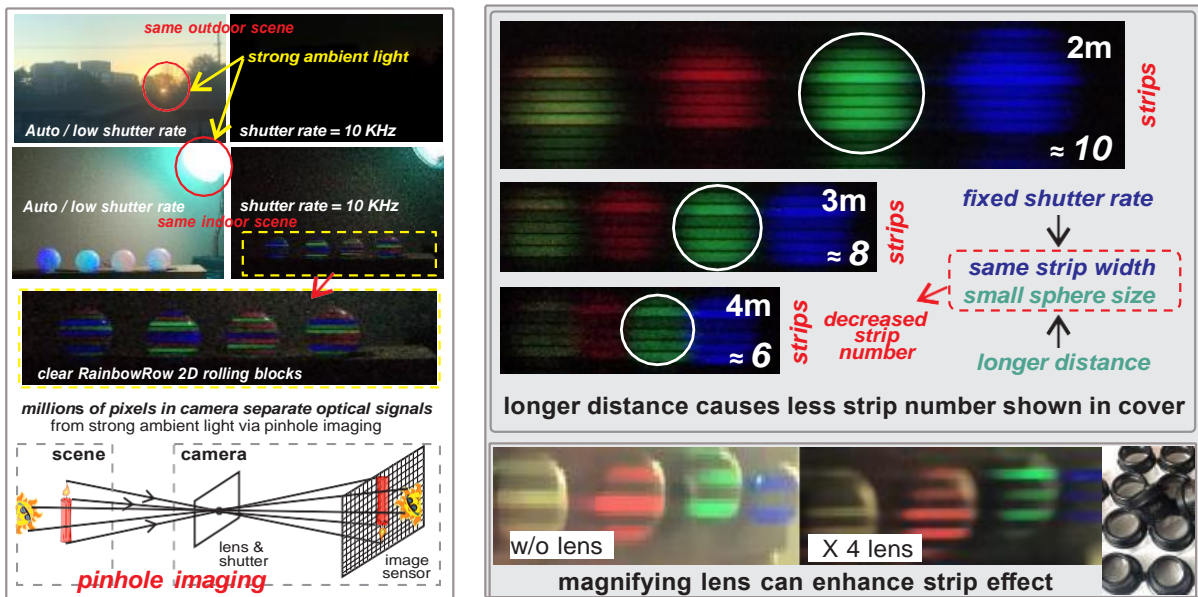 same outdoor scene
strong ambient light
Auto / low shutter rate
shutter rate = 10 KHz
Auto / low shutter rate
shutter rate = 10 KHz
same indoor scene
clear RainbowRow 2D rolling blocks
millions of pixels in camera separate optical signals
from strong ambient light via pinhole imaging
scene
camera
lens &
shutter
image
sensor
pinhole imaging
2m
≈ 10
strips
3m
≈ 8
strips
4m
≈ 6
strips
fixed shutter rate
same strip width
small sphere size
decreased
strip
number
longer distance
longer distance causes less strip number shown in cover
w/o lens
X 4 lens
magnifying lens can enhance strip effect